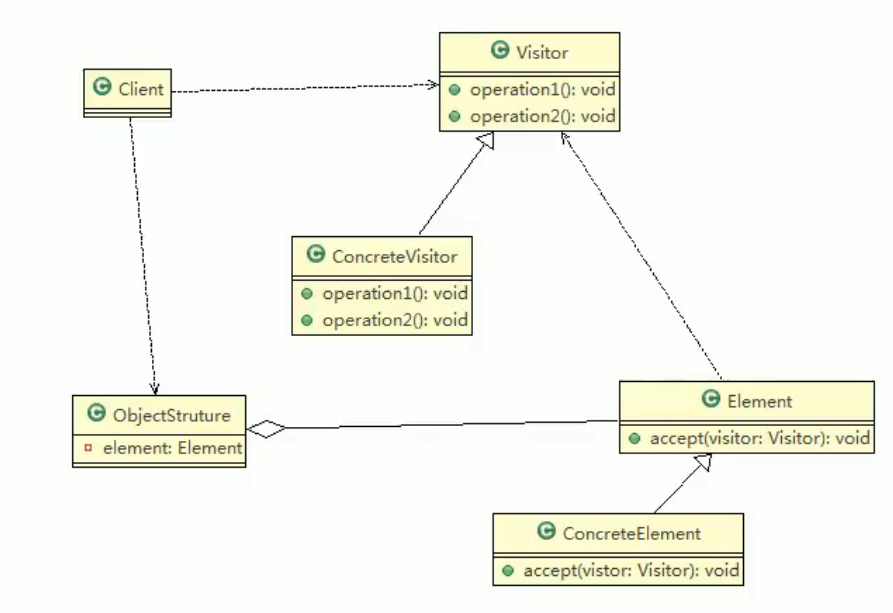 C Visitor
operation1(): void
operation2(): void
C Client
C ConcreteVisitor
operation1(): void
operation2(): void
C ObjectStruture
element: Element
C Element
accept(visitor: Visitor): void
C ConcreteElement
accept(vistor: Visitor): void